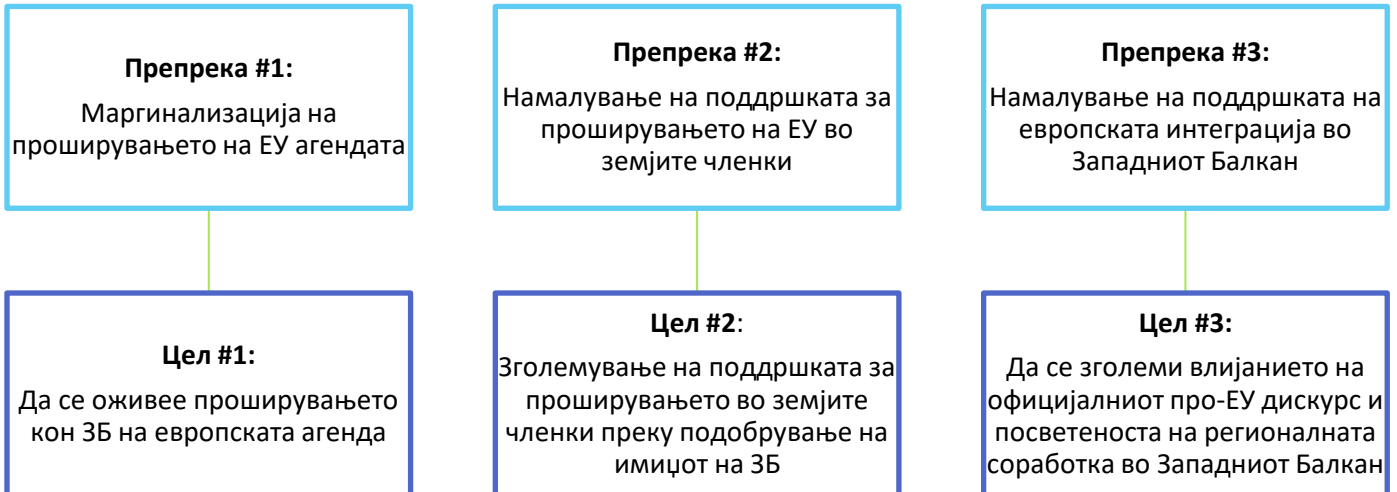 Препрека #1:
Маргинализација на
проширувањето на ЕУ агендата
Препрека #2:
Намалување на поддршката за
проширувањето на ЕУ во
земјите членки
Препрека #3:
Намалување на поддршката на
европската интеграција во
Западниот Балкан
Цел #1:
Да се оживее проширувањето
кон ЗБ на европската агенда
Цел #2:
Зголемување на поддршката за
проширувањето во земјите
членки преку подобрување на
имиџот на ЗБ
Цел #3:
Да се зголеми влијанието на
официјалниот про-ЕУ дискурс и
посветеноста на регионалната
соработка во Западниот Балкан